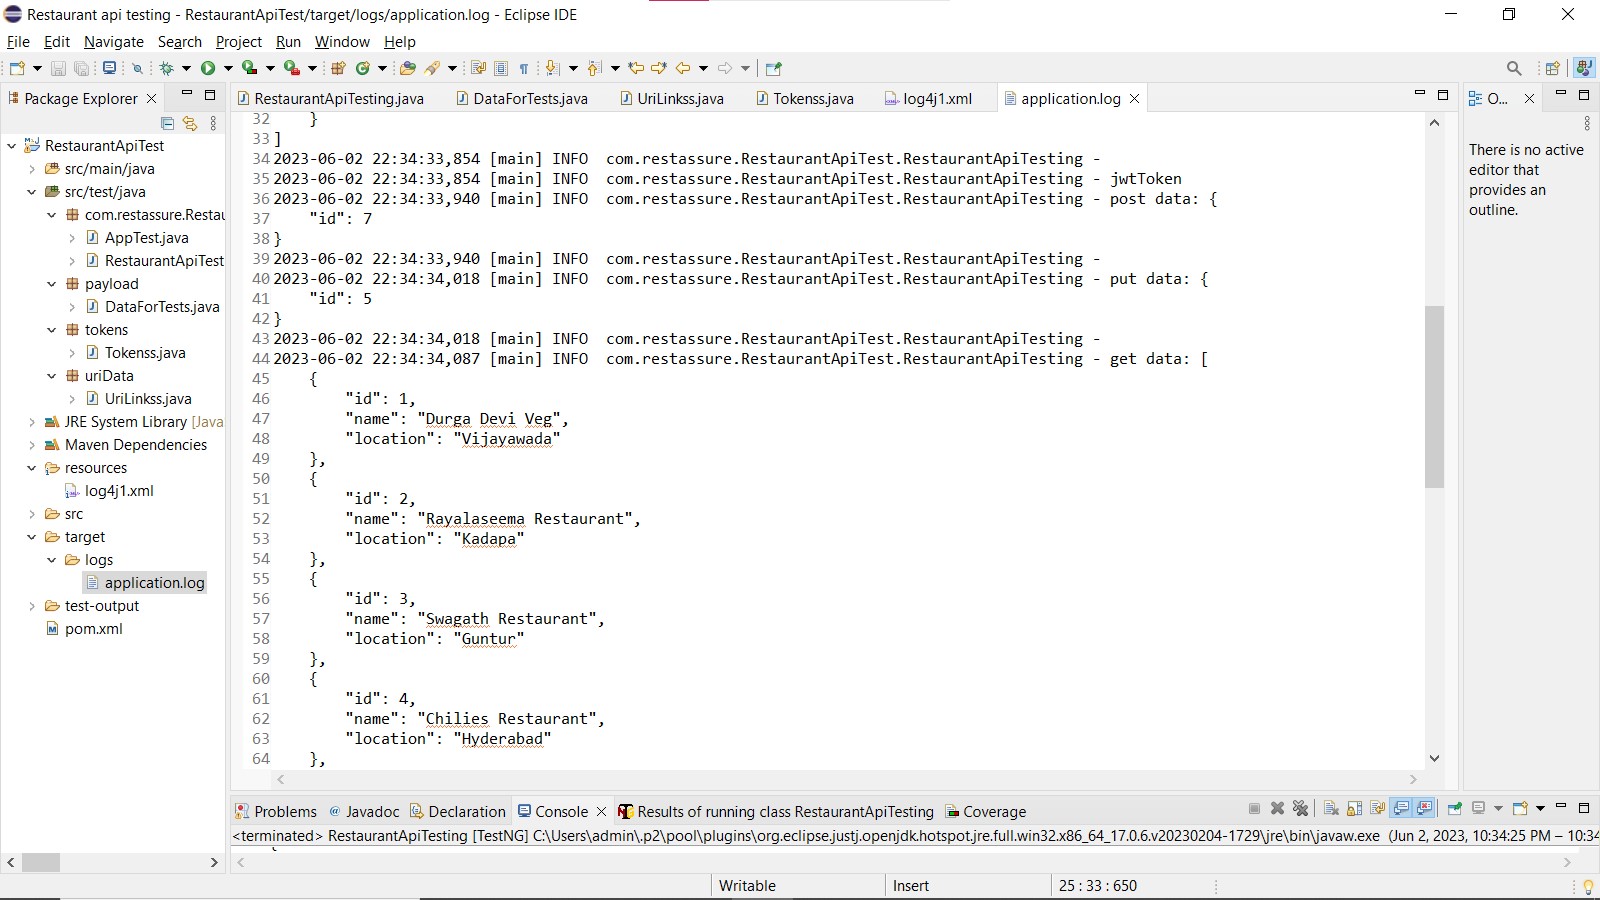 Restaurant api testing - RestaurantApiTest/target/logs/application.log - Eclipse IDE
File Edit Navigate Search Project Run Window Help
Package Explorer
RestaurantApiTesting.java DataForTests.java UriLinkss.java Tokenss.java log4j1.xml application.log
O...
RestaurantApiTest
src/main/java
src/test/java
com.restassure.Restau
AppTest.java
RestaurantApiTest
payload
DataForTests.java
tokens
Tokenss.java
uriData
UriLinkss.java
JRE System Library [Java
Maven Dependencies
resources
log4j1.xml
src
target
logs
application.log
test-output
pom.xml
32 }
33 ]
34 2023-06-02 22:34:33,854 [main] INFO com.restassure.RestaurantApiTest.RestaurantApiTesting -
35 2023-06-02 22:34:33,854 [main] INFO com.restassure.RestaurantApiTest.RestaurantApiTesting - jwtToken
36 2023-06-02 22:34:33,940 [main] INFO com.restassure.RestaurantApiTest.RestaurantApiTesting - post data: {
37 "id": 7
38 }
39 2023-06-02 22:34:33,940 [main] INFO com.restassure.RestaurantApiTest.RestaurantApiTesting -
40 2023-06-02 22:34:34,018 [main] INFO com.restassure.RestaurantApiTest.RestaurantApiTesting - put data: {
41 "id": 5
42 }
43 2023-06-02 22:34:34,018 [main] INFO com.restassure.RestaurantApiTest.RestaurantApiTesting -
44 2023-06-02 22:34:34,087 [main] INFO com.restassure.RestaurantApiTest.RestaurantApiTesting - get data: [
45 {
46 "id": 1,
47 "name": "Durga Devi Veg",
48 "location": "Vijayawada"
49 },
50 {
51 "id": 2,
52 "name": "Rayalaseema Restaurant",
53 "location": "Kadapa"
54 },
55 {
56 "id": 3,
57 "name": "Swagath Restaurant",
58 "location": "Guntur"
59 },
60 {
61 "id": 4,
62 "name": "Chilies Restaurant",
63 "location": "Hyderabad"
64 },
There is no active
editor that
provides an
outline.
Problems Javadoc Declaration Console Results of running class RestaurantApiTesting Coverage
<terminated> RestaurantApiTesting [TestNG] C:\Users\admin\.p2\pool\plugins\org.eclipse.justj.openjdk.hotspot.jre.full.win32.x86_64_17.0.6.v20230204-1729\jre\bin\javaw.exe (Jun 2, 2023, 10:34:25 PM – 10:34
Writable Insert 25 : 33 : 650